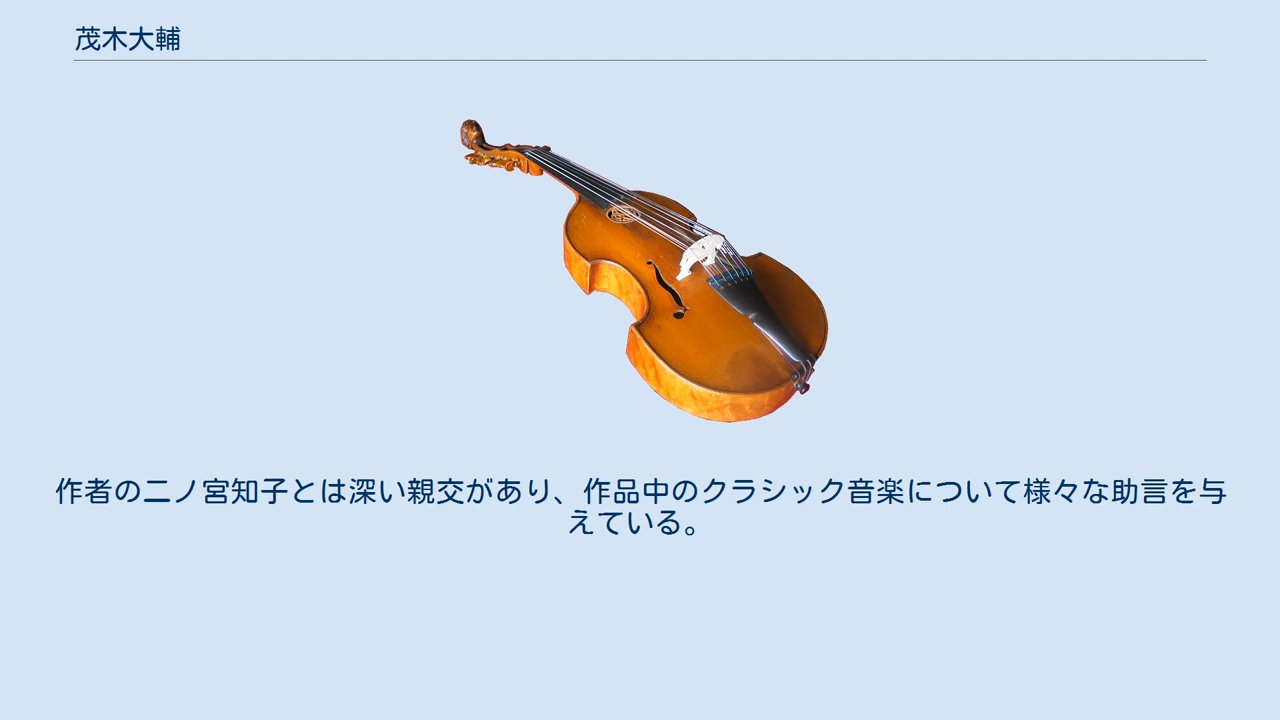 茂木大輔
作者の二ノ宮知子とは深い親交があり、作品中のクラシック音楽について様々な助言を与
えている。